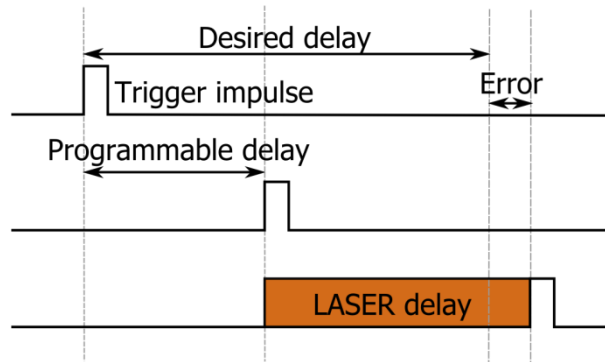 Desired delay
Error
Trigger impulse
Programmable delay
LASER delay